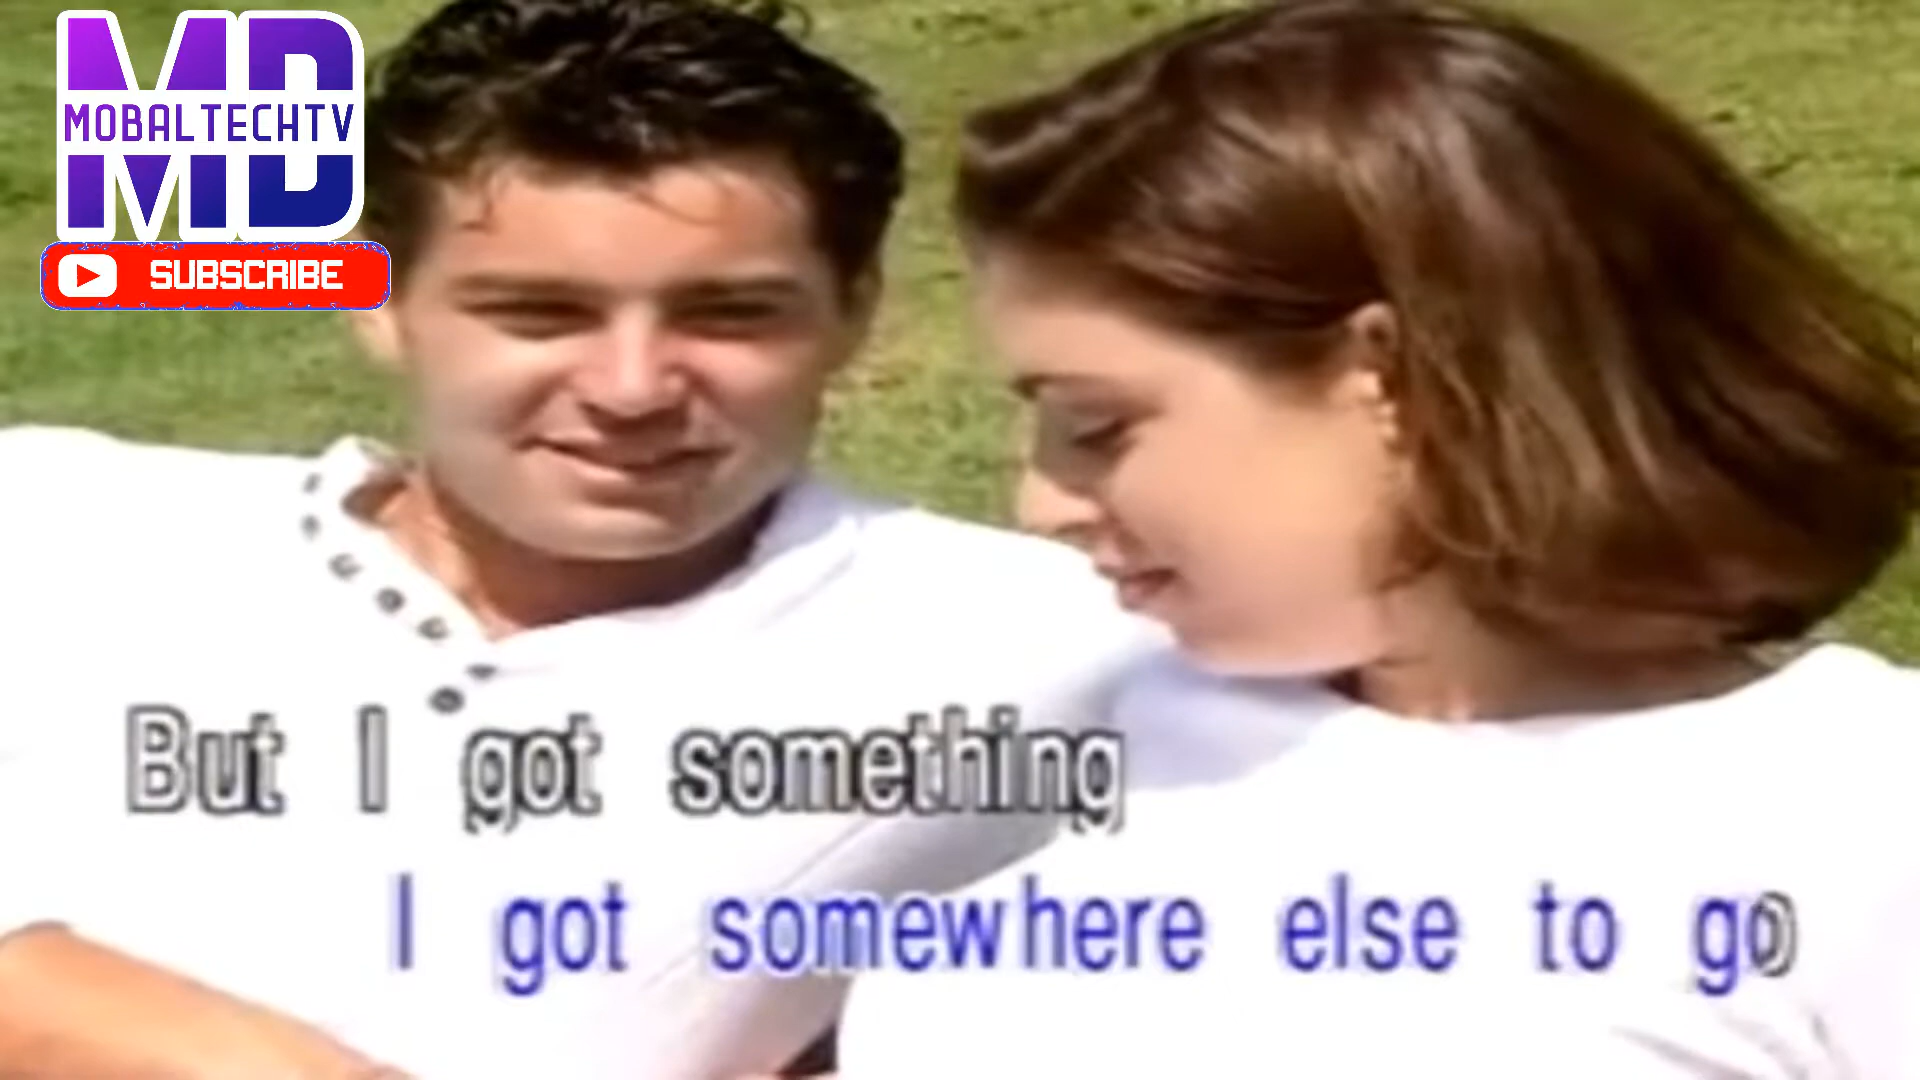 MD
MOBALTECHTV
SUBSCRIBE
But I got something
I got somewhere else to go